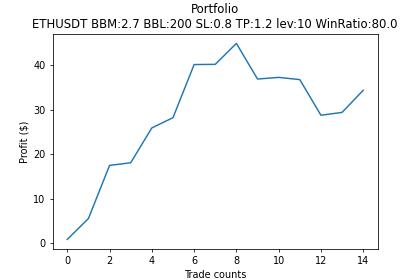 Portfolio
ETHUSDT BBM:2.7 BBL:200 SL:0.8 TP:1.2 lev:10 WinRatio:80.0
40
30
20
10
0
Profit ($)
0 2 4 6 8 10 12 14
Trade counts